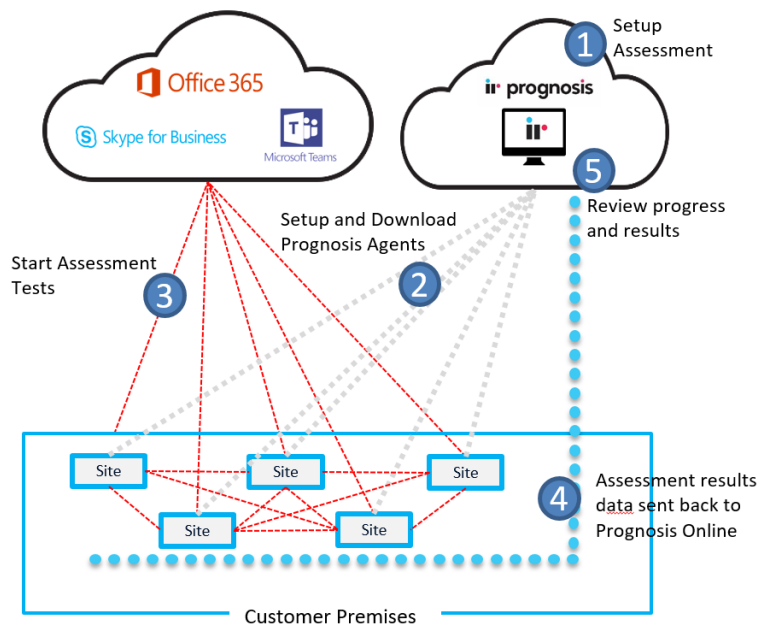 1
Setup
Assessment
Office 365
Skype for Business
Microsoft Teams
ir prognosis
ir
5
Review progress
and results
Setup and Download
Prognosis Agents
2
Start Assessment
Tests
3
Site
Site
Site
Site
Site
4
Assessment results
data sent back to
Prognosis Online
Customer Premises